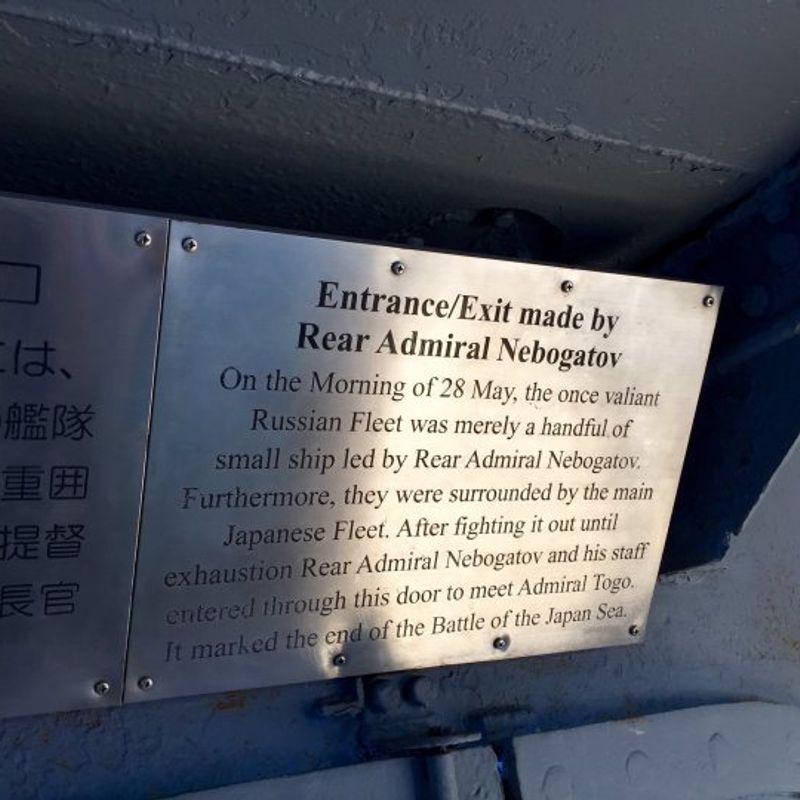 には、
艦隊
重囲
提督
長官
Entrance/Exit made by
Rear Admiral Nebogatov
On the Morning of 28 May, the once valiant
Russian Fleet was merely a handful of
small ship led by Rear Admiral Nebogatov.
Furthermore, they were surrounded by the main
Japanese Fleet. After fighting it out until
exhaustion Rear Admiral Nebogatov and his staff
entered through this door to meet Admiral Togo.
It marked the end of the Battle of the Japan Sea.